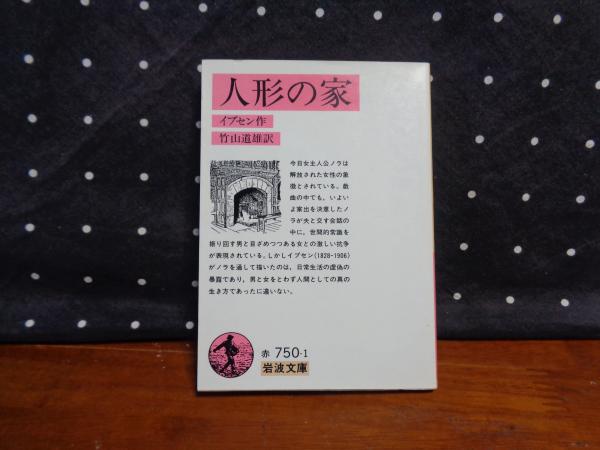 人形の家
イプセン作
竹山道雄訳
今日女主人公ノラは
解放された女性の象
徴とされている。戯
曲の中でも、いよい
よ家出を決意したノ
ラが夫と交す会話の
中に、世間的常識を
振り回す男と目ざめつつある女との激しい抗争
が表現されている。しかしイプセン(1828-1906)
がノラを通して描いたのは、日常生活の虚偽の
暴露であり、男と女をとわず人間としての真の
生き方であったに違いない。
赤 750-1
岩波文庫